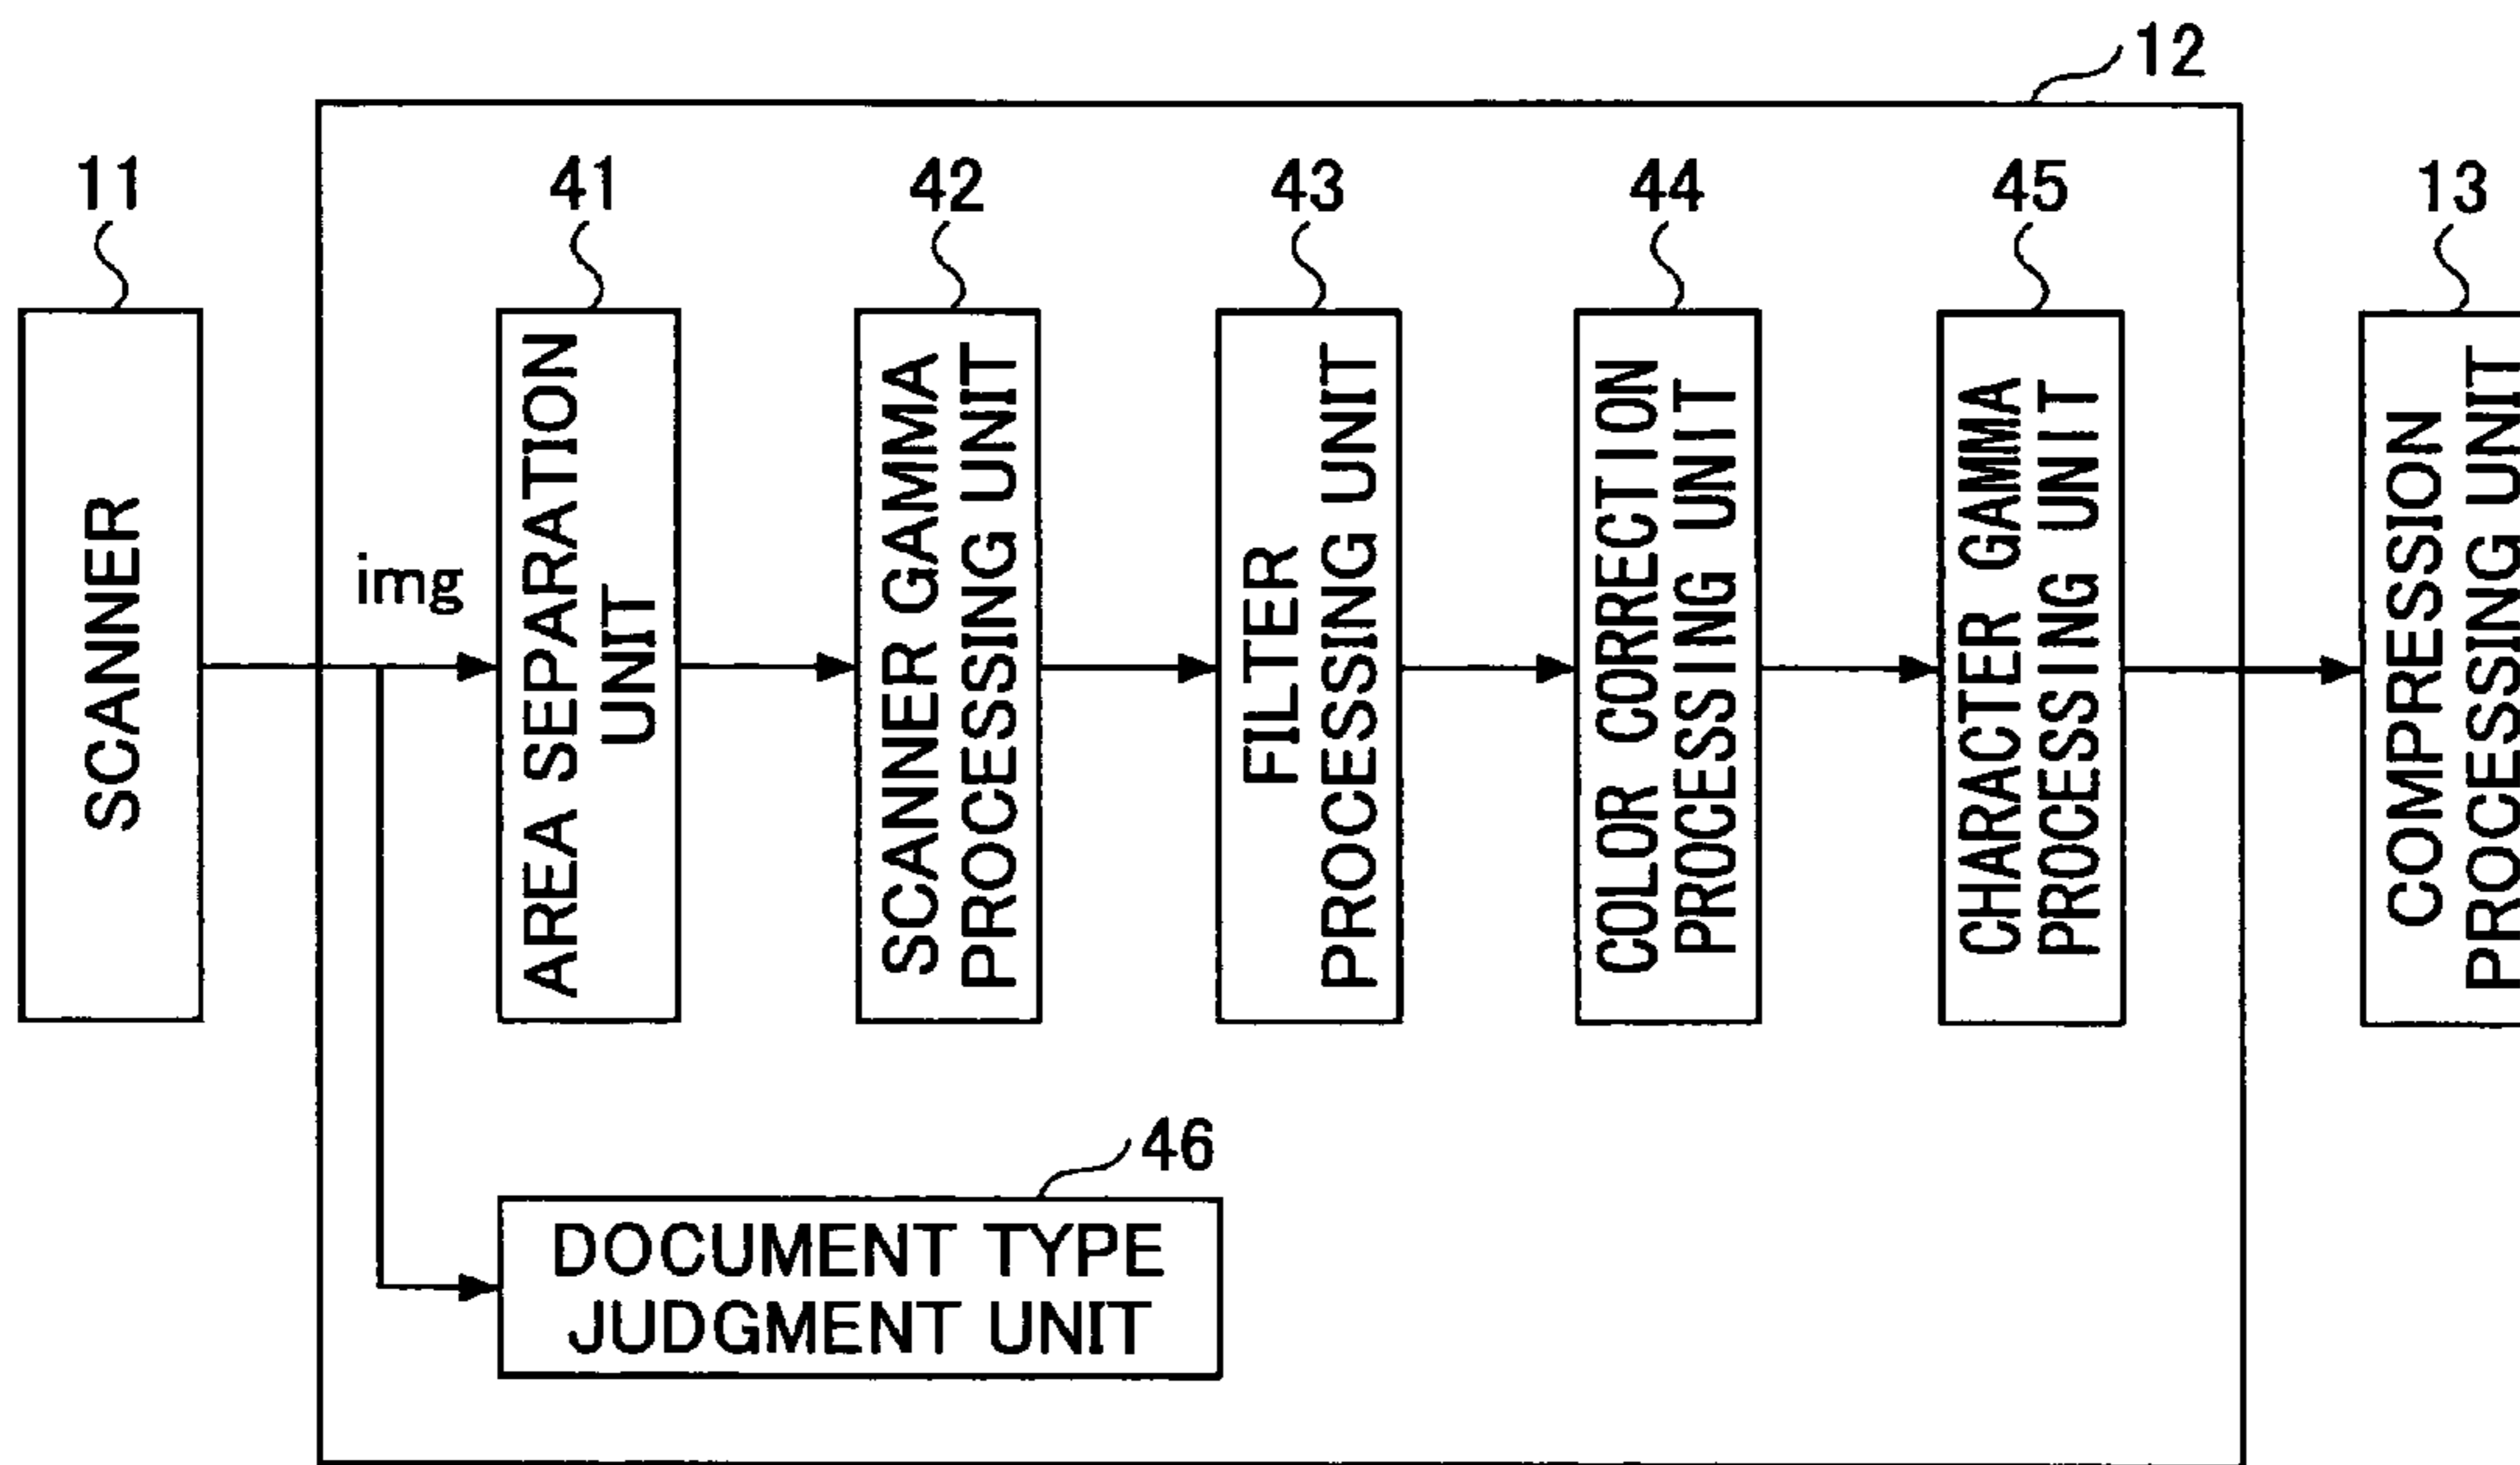 12
11
SCANNER
img
41
AREA SEPARATION
UNIT
42
SCANNER GAMMA
PROCESSING UNIT
43
FILTER
PROCESSING UNIT
44
COLOR CORRECTION
PROCESSING UNIT
45
CHARACTER GAMMA
PROCESSING UNIT
13
COMPRESSION
PROCESSING UNIT
46
DOCUMENT TYPE
JUDGMENT UNIT